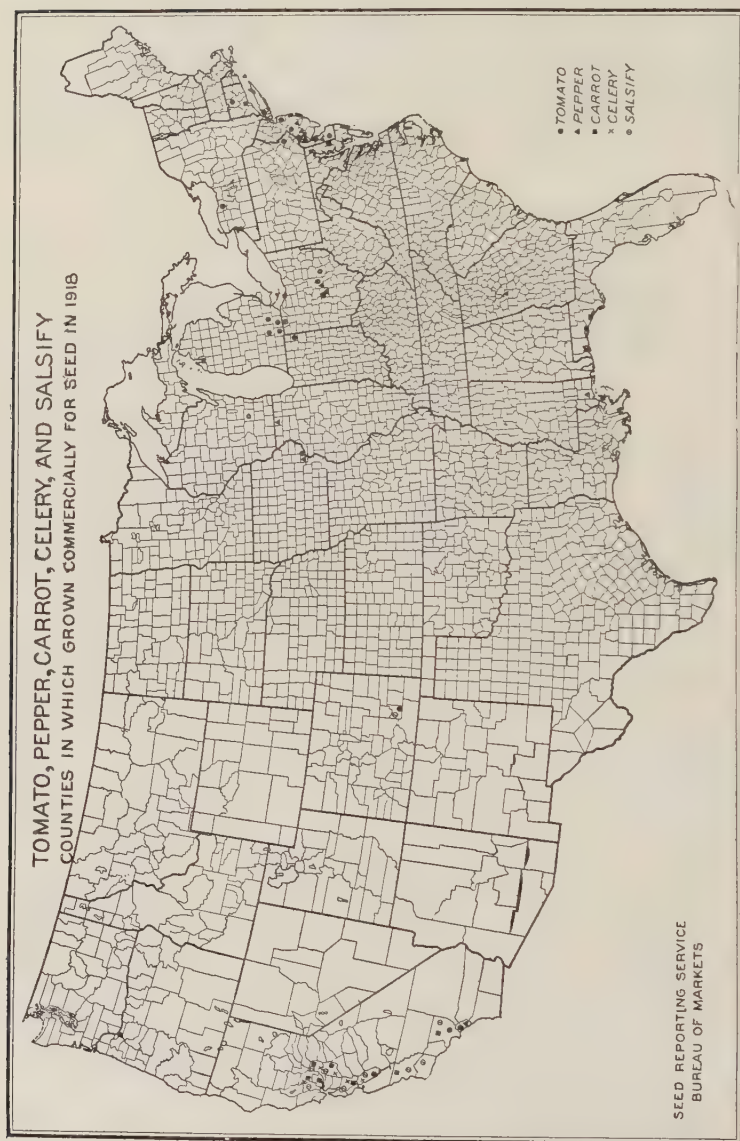 TOMATO, PEPPER, CARROT, CELERY, AND SALSIFY
COUNTIES IN WHICH GROWN COMMERCIALLY FOR SEED IN 1918
● TOMATO
▲ PEPPER
■ CARROT
× CELERY
⊙ SALSIFY
SEED REPORTING SERVICE
BUREAU OF MARKETS